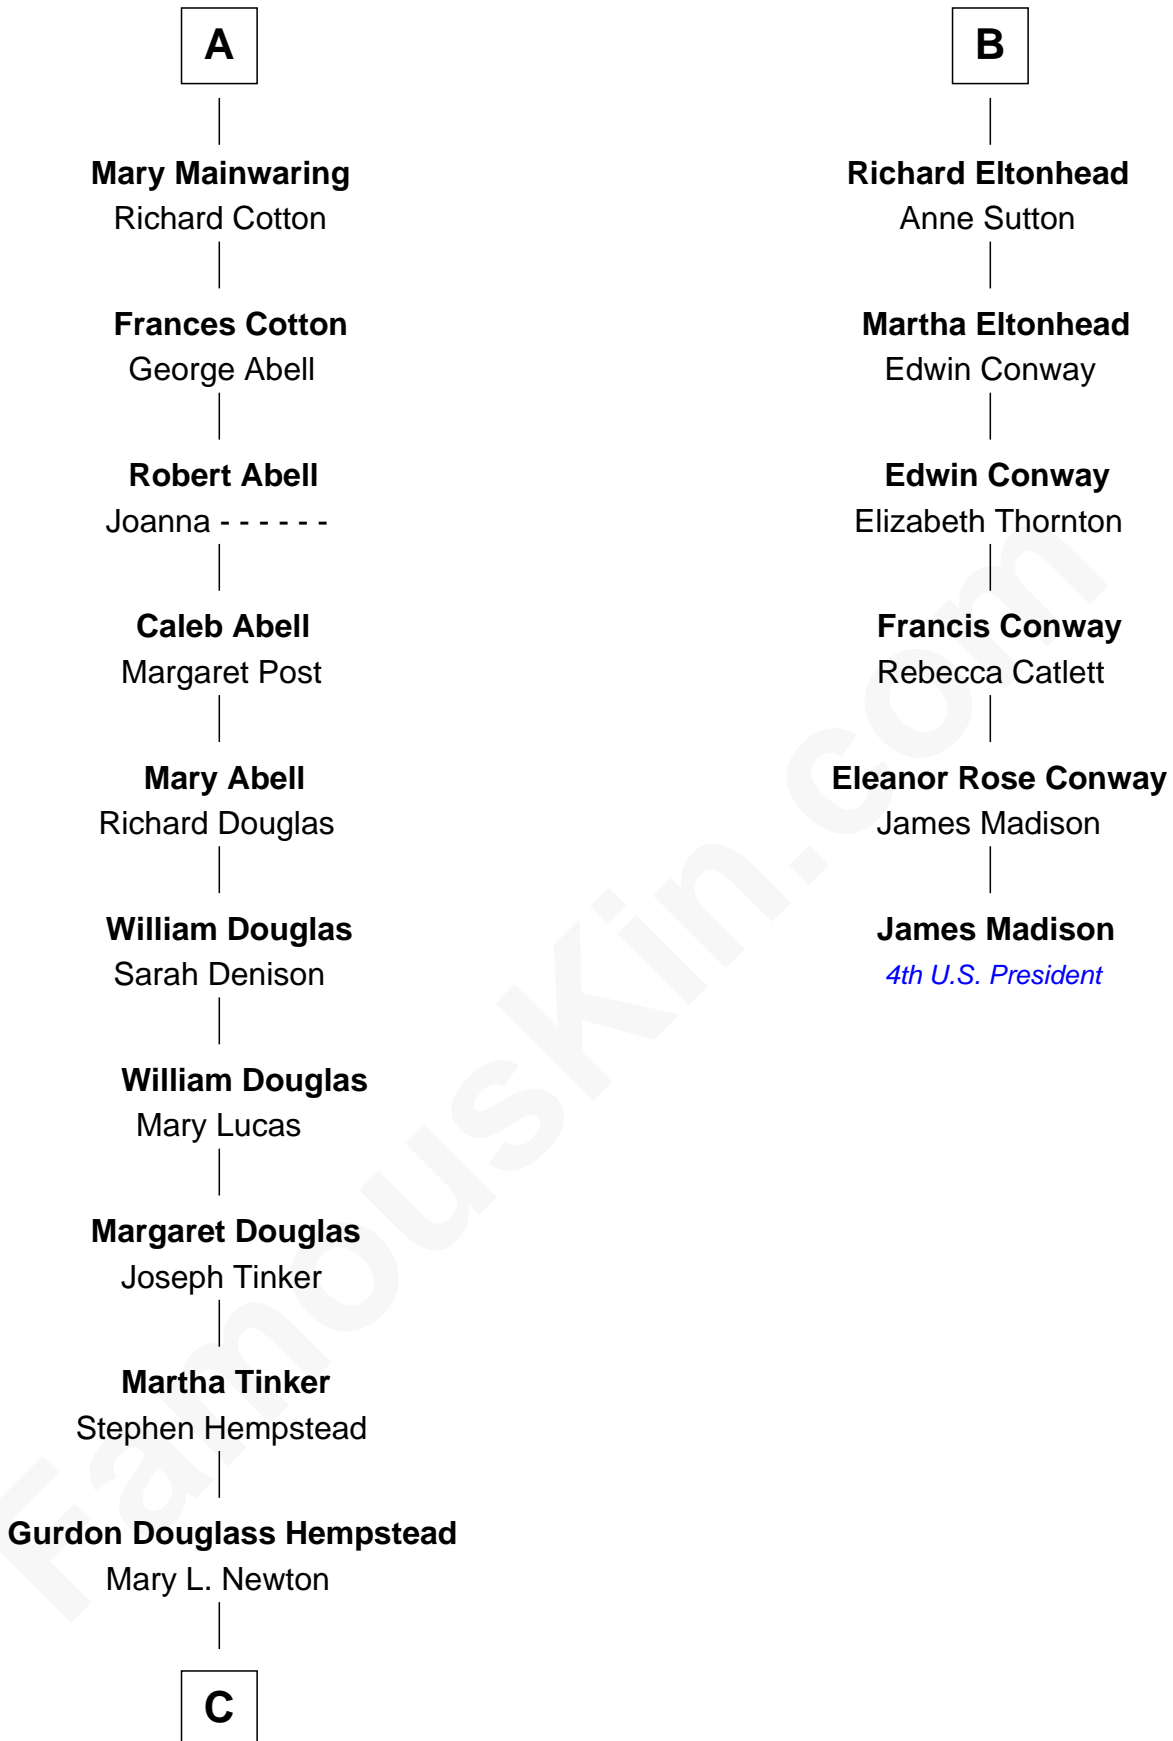 A
Mary Mainwaring
Richard Cotton
Frances Cotton
George Abell
Robert Abell
Joanna - - - - - -
Caleb Abell
Margaret Post
Mary Abell
Richard Douglas
William Douglas
Sarah Denison
William Douglas
Mary Lucas
Margaret Douglas
Joseph Tinker
Martha Tinker
Stephen Hempstead
Gurdon Douglass Hempstead
Mary L. Newton
C
B
Richard Eltonhead
Anne Sutton
Martha Eltonhead
Edwin Conway
Edwin Conway
Elizabeth Thornton
Francis Conway
Rebecca Catlett
Eleanor Rose Conway
James Madison
James Madison
4th U.S. President
FamousKin.com